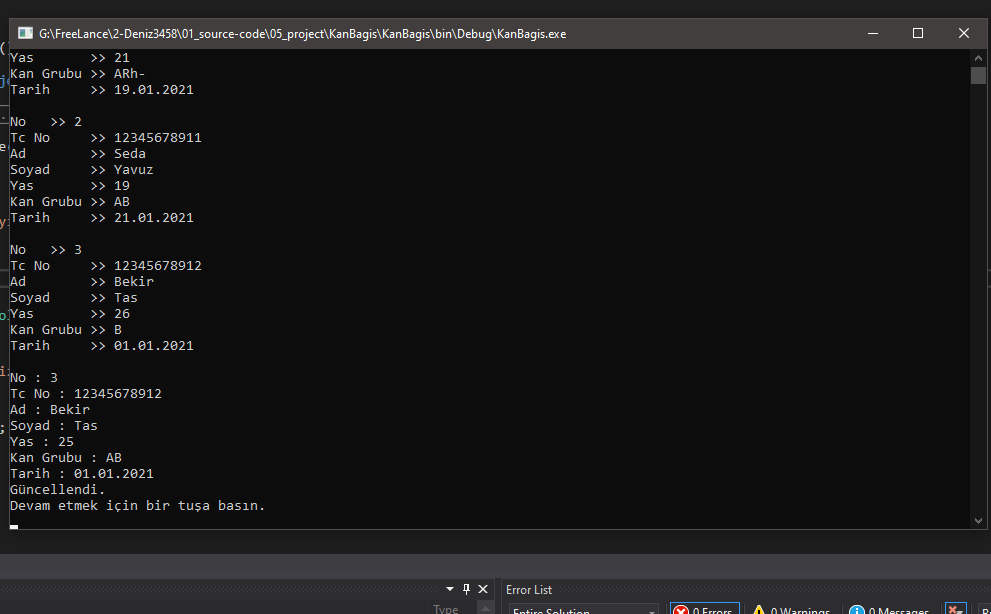 G:\FreeLance\2-Deniz3458\01_source-code\05_project\KanBagis\KanBagis\bin\Debug\KanBagis.exe
Yas >> 21
Kan Grubu >> ARh-
Tarih >> 19.01.2021
No >> 2
Tc No >> 12345678911
Ad >> Seda
Soyad >> Yavuz
Yas >> 19
Kan Grubu >> AB
Tarih >> 21.01.2021
No >> 3
Tc No >> 12345678912
Ad >> Bekir
Soyad >> Tas
Yas >> 26
Kan Grubu >> B
Tarih >> 01.01.2021
No : 3
Tc No : 12345678912
Ad : Bekir
Soyad : Tas
Yas : 25
Kan Grubu : AB
Tarih : 01.01.2021
Güncellendi.
Devam etmek için bir tuşa basın.
Error List
Type
Entire Solution
0 Errors
0 Warnings
0 Messages